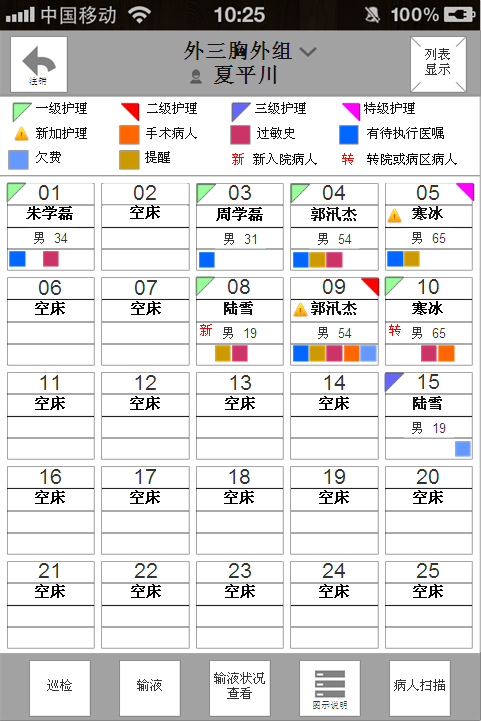 中国移动 10:25 100%
外三胸外组
夏平川
注销
列表
显示
一级护理 二级护理 三级护理 特级护理
新加护理 手术病人 过敏史 有待执行医嘱
欠费 提醒 新 新入院病人 转 转院或病区病人
01 02 03 04 05
朱学磊 空床 周学磊 郭汛杰 寒冰
男 34 男 31 男 54 男 65
06 07 08 09 10
空床 空床 陆雪 郭汛杰 寒冰
新 男 19 男 54 转 男 65
11 12 13 14 15
空床 空床 空床 空床 陆雪
男 19
16 17 18 19 20
空床 空床 空床 空床 空床
21 22 23 24 25
空床 空床 空床 空床 空床
巡检 输液 输液状况
查看 图示说明 病人扫描